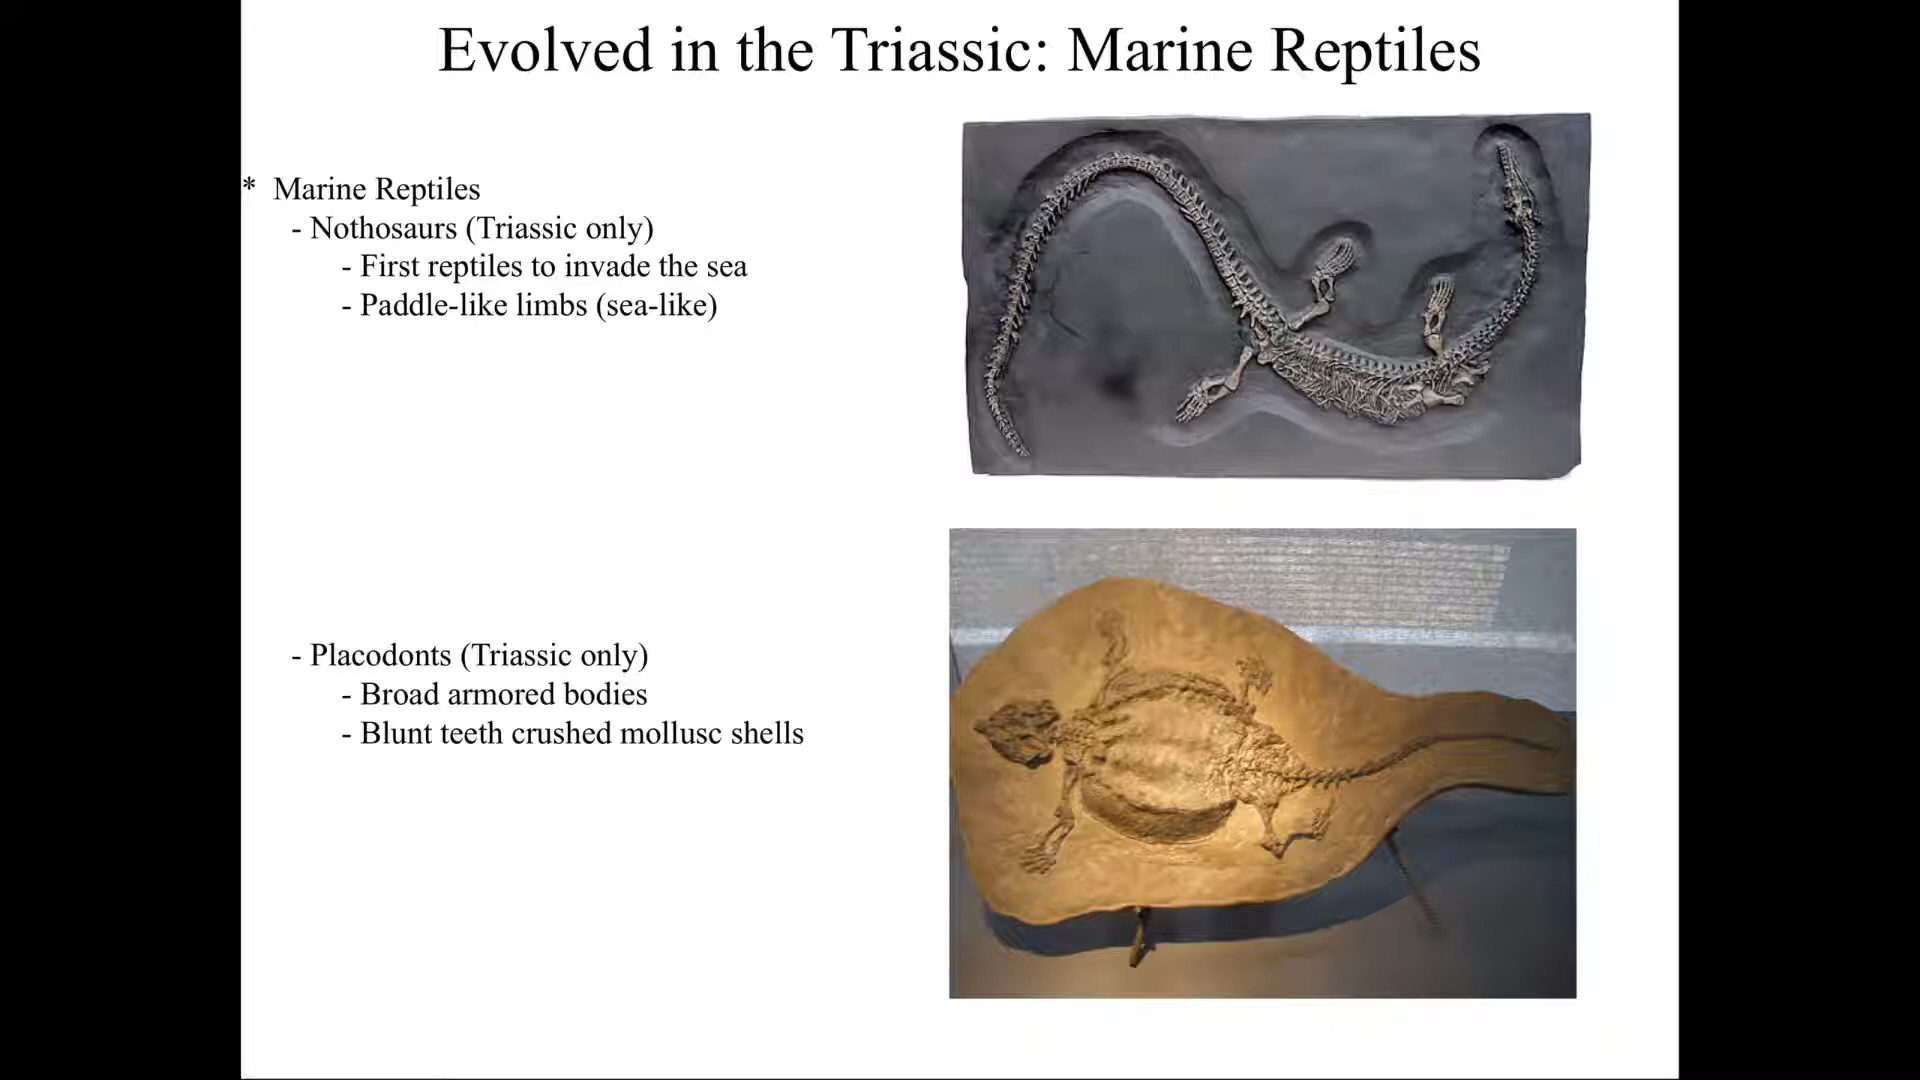 Evolved in the Triassic: Marine Reptiles
* Marine Reptiles
- Nothosaurs (Triassic only)
- First reptiles to invade the sea
- Paddle-like limbs (sea-like)
- Placodonts (Triassic only)
- Broad armored bodies
- Blunt teeth crushed mollusc shells